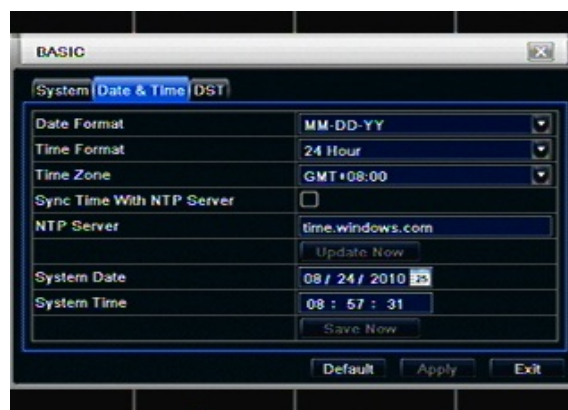 BASIC
System Date & Time DST
Date Format MM-DD-YY
Time Format 24 Hour
Time Zone GMT+08:00
Sync Time With NTP Server
NTP Server time.windows.com
Update Now
System Date 08 / 24 / 2010 25
System Time 08 : 57 : 31
Save Now
Default Apply Exit